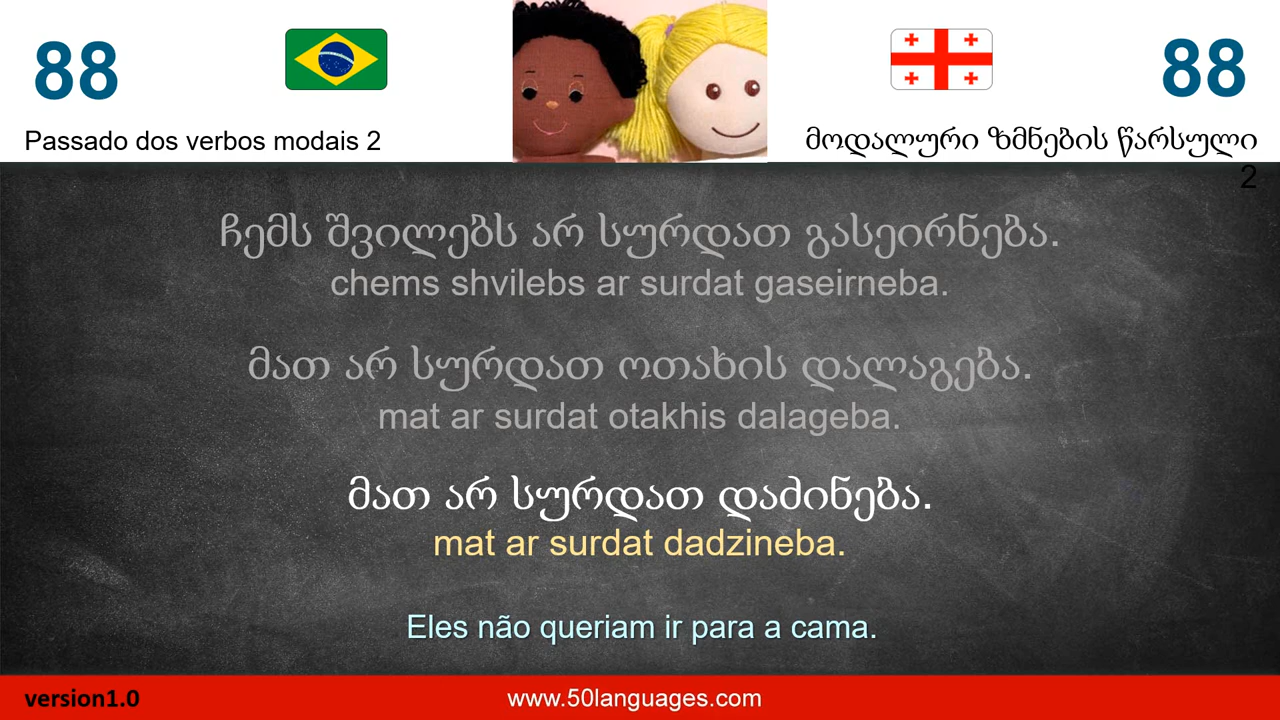 88
88
Passado dos verbos modais 2
მოდალური ზმნების წარსული
2
ჩემს შვილებს არ სურდათ გასეირნება.
chems shvilebs ar surdat gaseirneba.
მათ არ სურდათ ოთახის დალაგება.
mat ar surdat otakhis dalageba.
მათ არ სურდათ დაძინება.
mat ar surdat dadzineba.
Eles não queriam ir para a cama.
version1.0
www.50languages.com